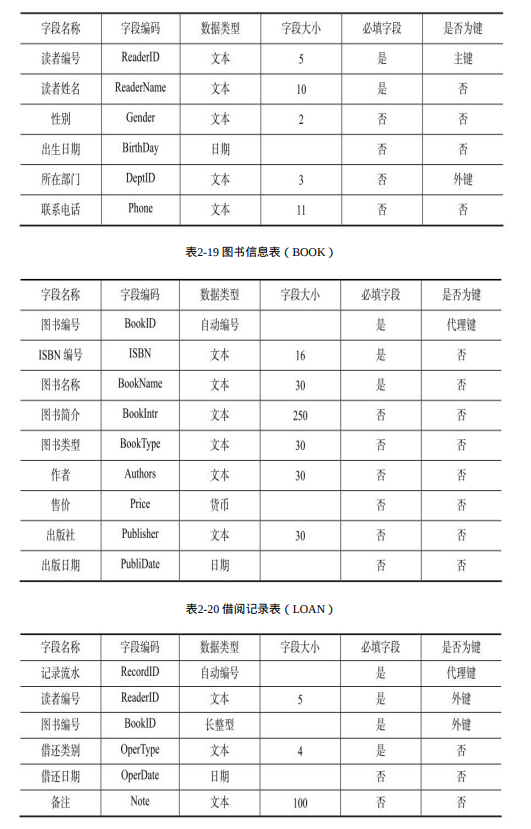 字段名称 字段编码 数据类型 字段大小 必填字段 是否为键
读者编号 ReaderID 文本 5 是 主键
读者姓名 ReaderName 文本 10 是 否
性别 Gender 文本 2 否 否
出生日期 BirthDay 日期 否 否
所在部门 DeptID 文本 3 否 外键
联系电话 Phone 文本 11 否 否
表2-19 图书信息表（BOOK）
字段名称 字段编码 数据类型 字段大小 必填字段 是否为键
图书编号 BookID 自动编号 是 代理键
ISBN 编号 ISBN 文本 16 是 否
图书名称 BookName 文本 30 是 否
图书简介 BookIntr 文本 250 否 否
图书类型 BookType 文本 30 否 否
作者 Authors 文本 30 否 否
售价 Price 货币 否 否
出版社 Publisher 文本 30 否 否
出版日期 PubliDate 日期 否 否
表2-20 借阅记录表（LOAN）
字段名称 字段编码 数据类型 字段大小 必填字段 是否为键
记录流水 RecordID 自动编号 是 代理键
读者编号 ReaderID 文本 5 是 外键
图书编号 BookID 长整型 是 外键
借还类别 OperType 文本 4 是 否
借还日期 OperDate 日期 否 否
备注 Note 文本 100 否 否